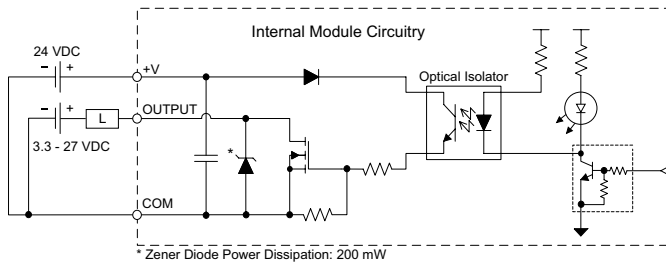 Internal Module Circuitry
24 VDC
− + +V
Optical Isolator
− + OUTPUT
L
3.3 - 27 VDC
*
COM
* Zener Diode Power Dissipation: 200 mW